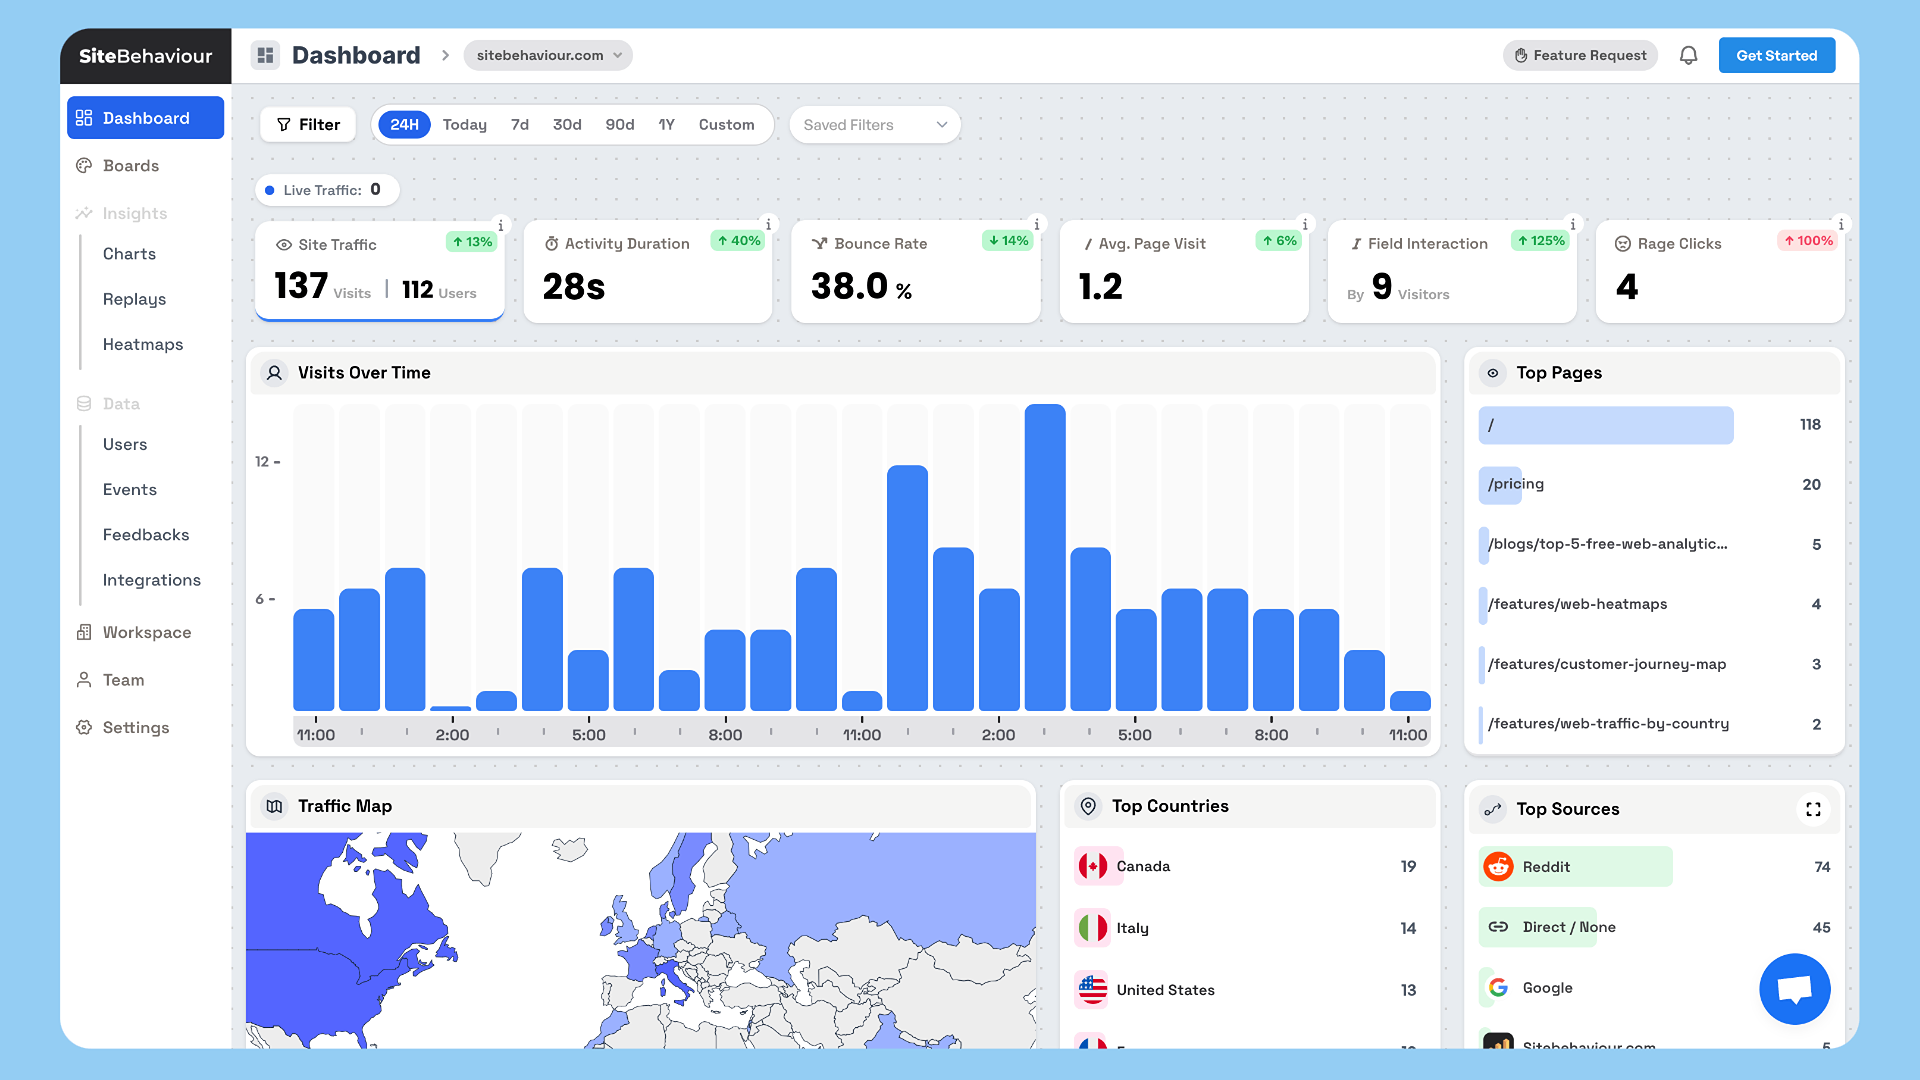 SiteBehaviour
Dashboard
sitebehaviour.com
Feature Request
Get Started
Dashboard
Boards
Insights
Charts
Replays
Heatmaps
Data
Users
Events
Feedbacks
Integrations
Workspace
Team
Settings
Filter
24H Today 7d 30d 90d 1Y Custom
Saved Filters
Live Traffic: 0
Site Traffic 13% i
137 Visits | 112 Users
Activity Duration 40% i
28s
Bounce Rate 14% i
38.0 %
Avg. Page Visit 6% i
1.2
Field Interaction 125% i
By 9 Visitors
Rage Clicks 100% i
4
Visits Over Time
12
6
11:00 2:00 5:00 8:00 11:00 2:00 5:00 8:00 11:00
Top Pages
/ 118
/pricing 20
/blogs/top-5-free-web-analytic... 5
/features/web-heatmaps 4
/features/customer-journey-map 3
/features/web-traffic-by-country 2
Traffic Map
Top Countries
Canada 19
Italy 14
United States 13
Top Sources
Reddit 74
Direct / None 45
Google
Sitebehaviour.com 5